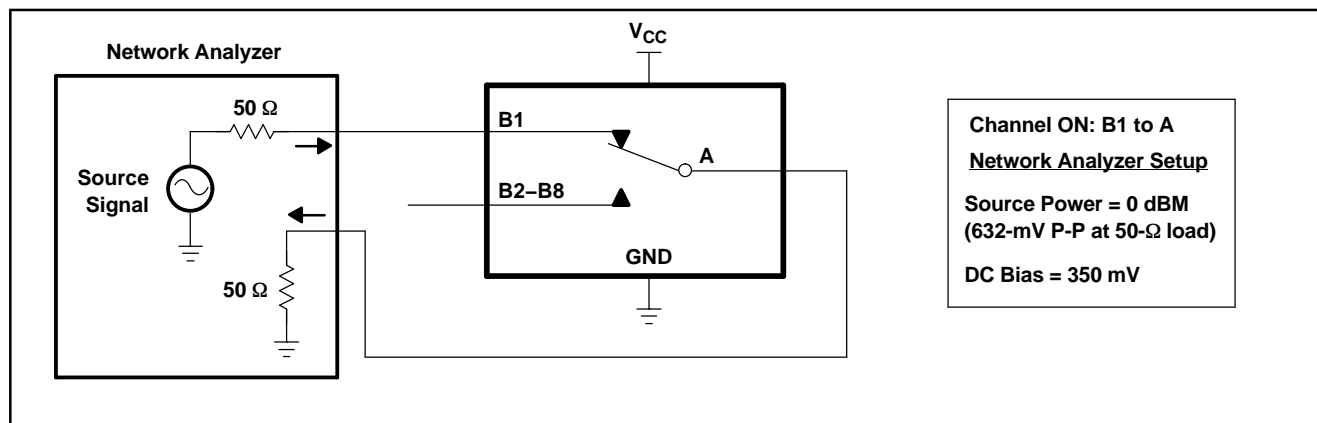 Network Analyzer
50 Ω
Source
Signal
50 Ω
VCC
B1
A
B2–B8
GND
Channel ON: B1 to A
Network Analyzer Setup
Source Power = 0 dBM
(632-mV P-P at 50-Ω load)
DC Bias = 350 mV